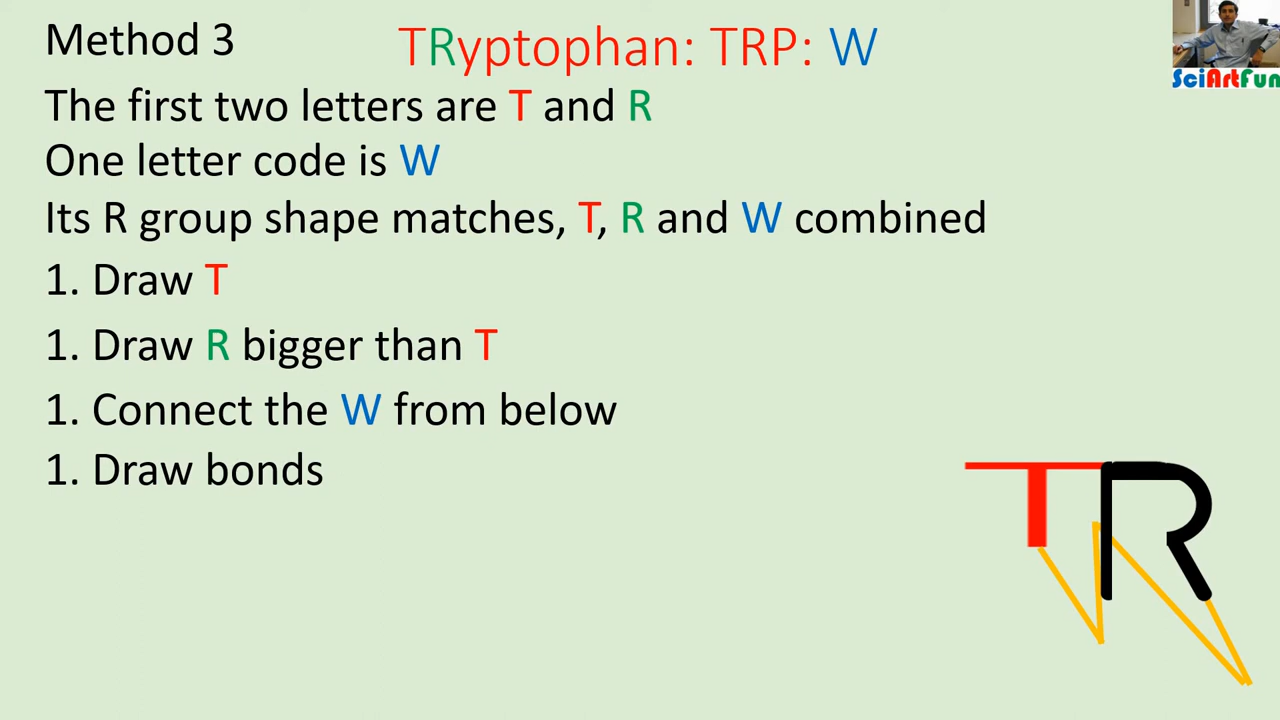 Method 3
TRyptophan: TRP: W
SciArtFun
The first two letters are T and R
One letter code is W
Its R group shape matches, T, R and W combined
1. Draw T
1. Draw R bigger than T
1. Connect the W from below
1. Draw bonds
TR